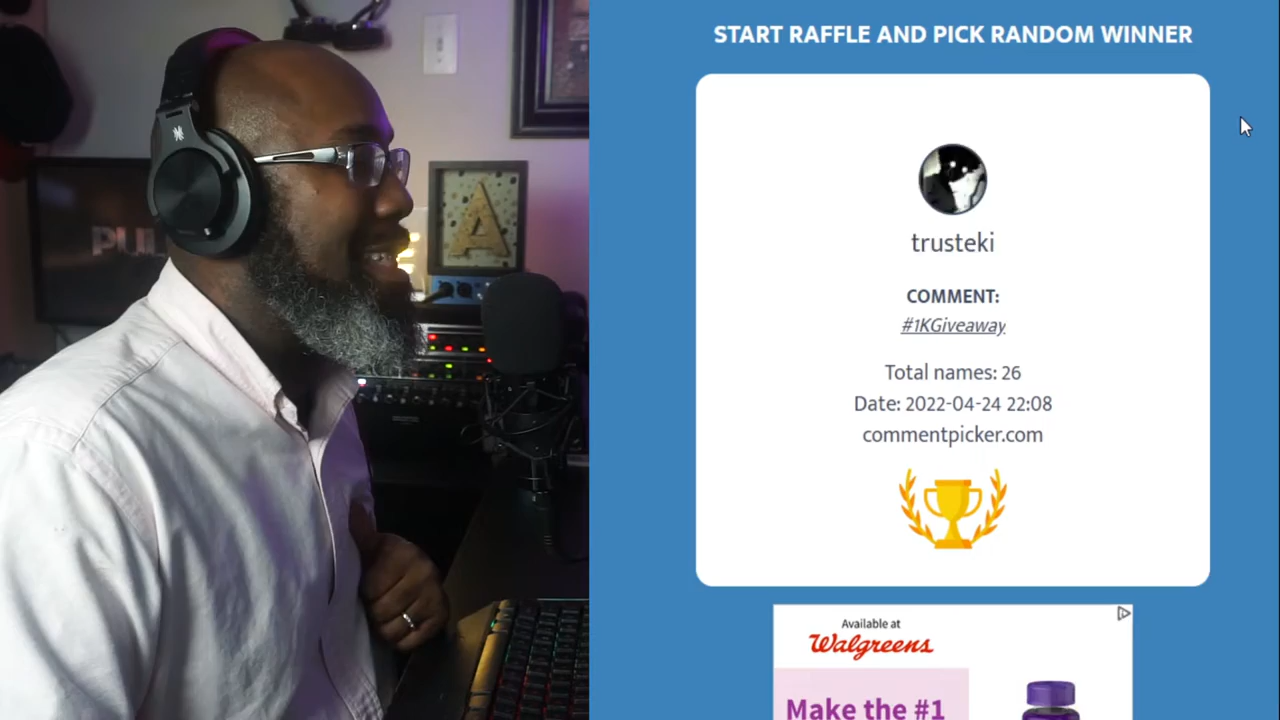 START RAFFLE AND PICK RANDOM WINNER
trusteki
COMMENT:
#1KGiveaway
Total names: 26
Date: 2022-04-24 22:08
commentpicker.com
Available at
Walgreens
Make the #1
A